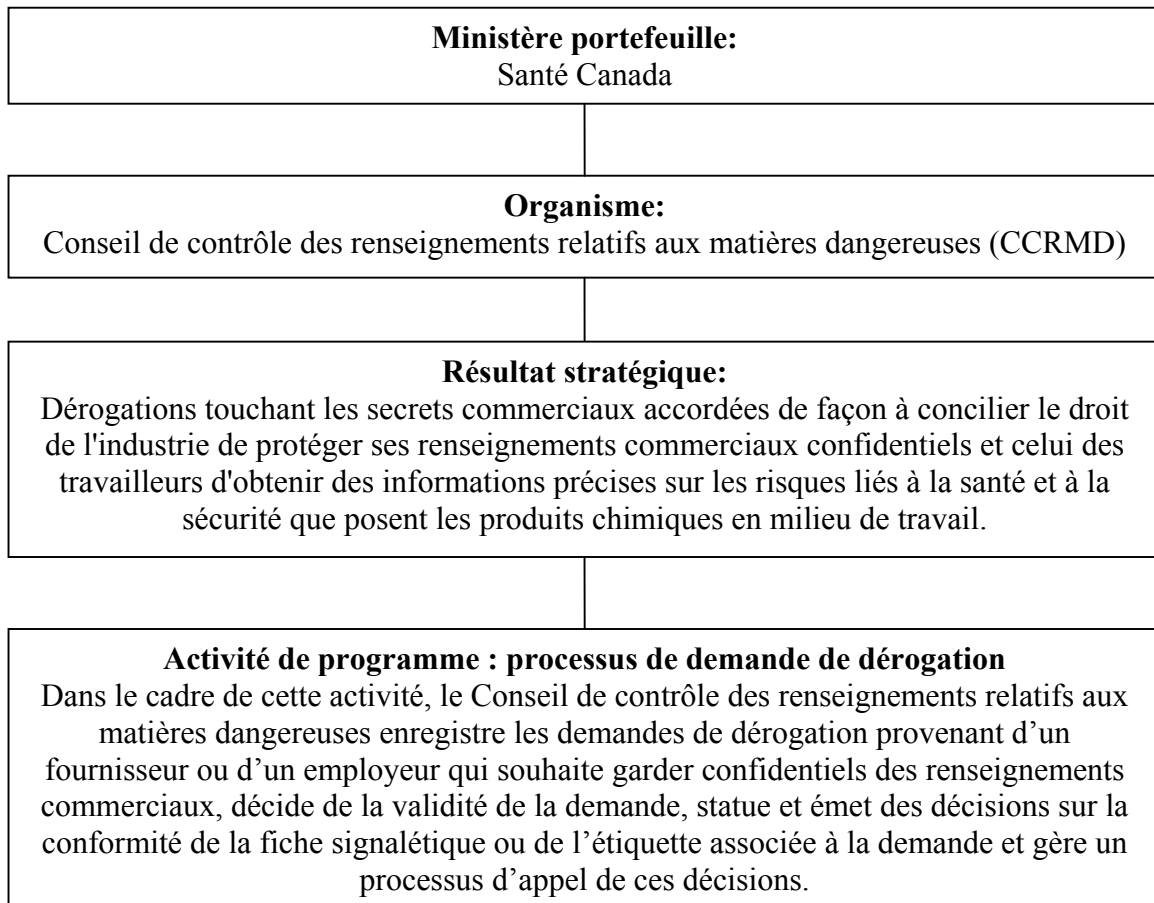 Ministère portefeuille:
Santé Canada
Organisme:
Conseil de contrôle des renseignements relatifs aux matières dangereuses (CCRMD)
Résultat stratégique:
Dérogations touchant les secrets commerciaux accordées de façon à concilier le droit
de l'industrie de protéger ses renseignements commerciaux confidentiels et celui des
travailleurs d'obtenir des informations précises sur les risques liés à la santé et à la
sécurité que posent les produits chimiques en milieu de travail.
Activité de programme : processus de demande de dérogation
Dans le cadre de cette activité, le Conseil de contrôle des renseignements relatifs aux
matières dangereuses enregistre les demandes de dérogation provenant d’un
fournisseur ou d’un employeur qui souhaite garder confidentiels des renseignements
commerciaux, décide de la validité de la demande, statue et émet des décisions sur la
conformité de la fiche signalétique ou de l’étiquette associée à la demande et gère un
processus d’appel de ces décisions.